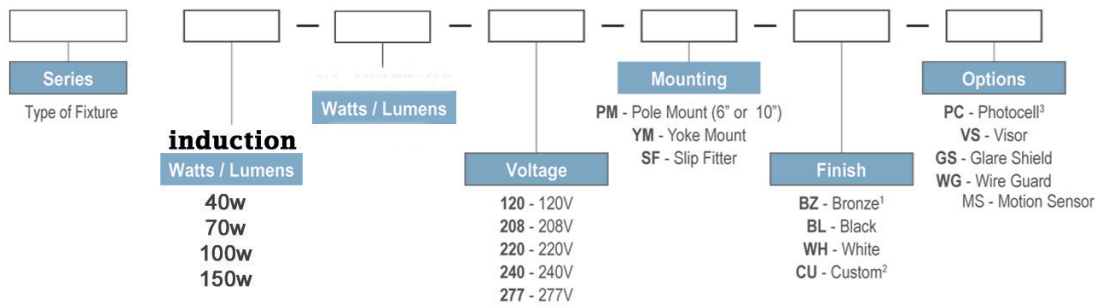 Series
Type of Fixture
induction
Watts / Lumens
40w
70w
100w
150w
Watts / Lumens
Voltage
120 - 120V
208 - 208V
220 - 220V
240 - 240V
277 - 277V
Mounting
PM - Pole Mount (6” or 10”)
YM - Yoke Mount
SF - Slip Fitter
Finish
BZ - Bronze¹
BL - Black
WH - White
CU - Custom²
Options
PC - Photocell³
VS - Visor
GS - Glare Shield
WG - Wire Guard
MS - Motion Sensor